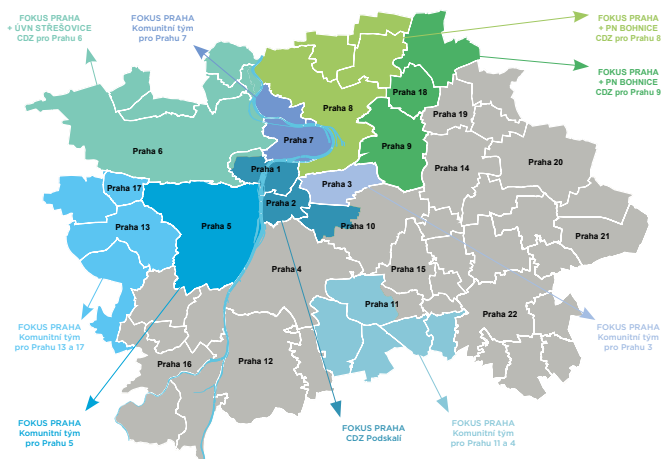 FOKUS PRAHA
+ ÚVN STŘEŠOVICE
CDZ pro Prahu 6
FOKUS PRAHA
Komunitní tým
pro Prahu 7
FOKUS PRAHA
+ PN BOHNICE
CDZ pro Prahu 8
FOKUS PRAHA
+ PN BOHNICE
CDZ pro Prahu 9
Praha 18
Praha 8
Praha 19
Praha 7
Praha 9
Praha 6
Praha 20
Praha 1
Praha 14
Praha 17
Praha 3
Praha 2
Praha 13
Praha 5
Praha 10
Praha 21
Praha 4
Praha 15
Praha 11
Praha 22
Praha 12
Praha 16
FOKUS PRAHA
Komunitní tým
pro Prahu 13 a 17
FOKUS PRAHA
Komunitní tým
pro Prahu 3
FOKUS PRAHA
Komunitní tým
pro Prahu 5
FOKUS PRAHA
CDZ Podskalí
FOKUS PRAHA
Komunitní tým
pro Prahu 11 a 4